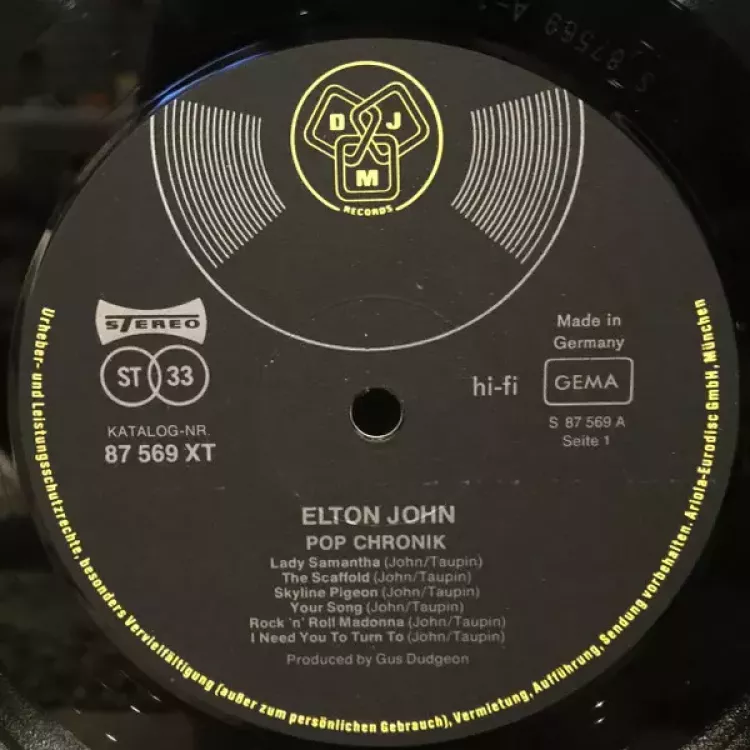 S 87569 A-
D J
M
RECORDS
STEREO
ST 33
KATALOG-NR.
87 569 XT
Made in
Germany
hi-fi GEMA
S 87 569 A
Seite 1
ELTON JOHN
POP CHRONIK
Lady Samantha (John/Taupin)
The Scaffold (John/Taupin)
Skyline Pigeon (John/Taupin)
Your Song (John/Taupin)
Rock 'n' Roll Madonna (John/Taupin)
I Need You To Turn To (John/Taupin)
Produced by Gus Dudgeon
Urheber- und Leistungsschutzrechte, besonders Vervielfältigung (außer zum persönlichen Gebrauch), Vermietung, Aufführung, Sendung vorbehalten. Ariola-Eurodisc GmbH, München